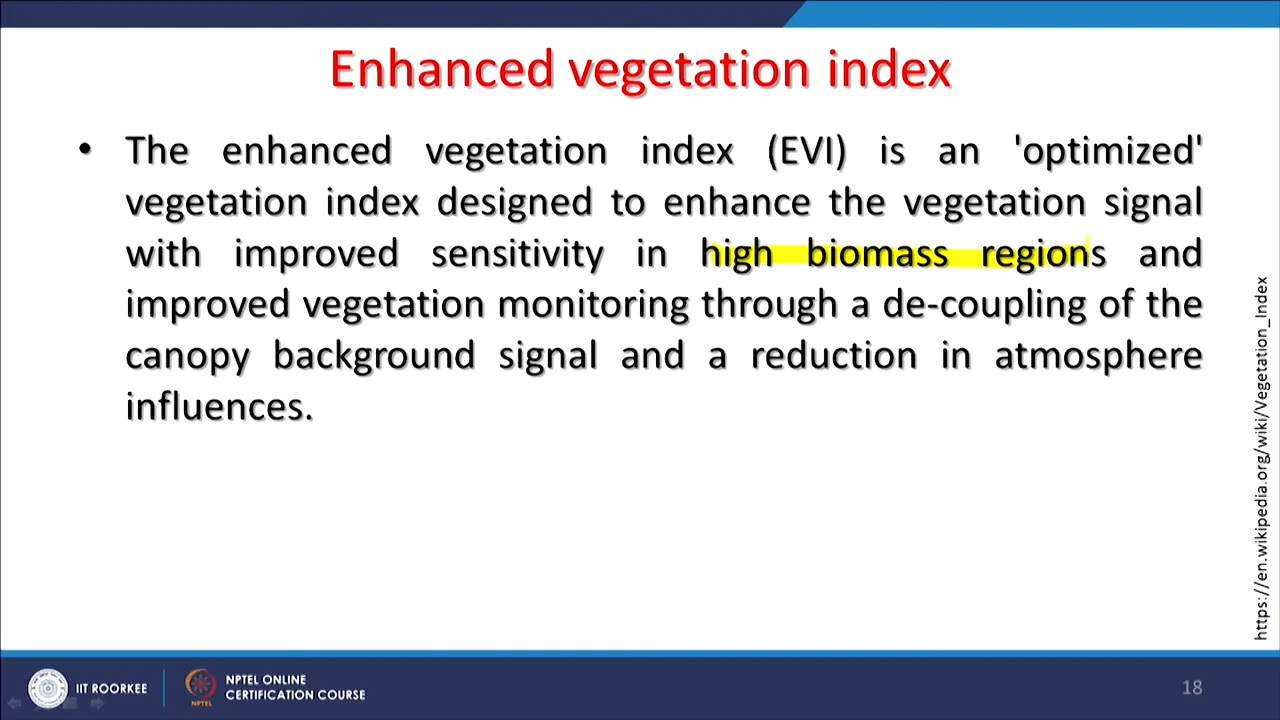 Enhanced vegetation index
• The enhanced vegetation index (EVI) is an 'optimized'
vegetation index designed to enhance the vegetation signal
with improved sensitivity in high biomass regions and
improved vegetation monitoring through a de-coupling of the
canopy background signal and a reduction in atmosphere
influences.
https://en.wikipedia.org/wiki/Vegetation_Index
IIT ROORKEE
NPTEL
NPTEL ONLINE
CERTIFICATION COURSE
18